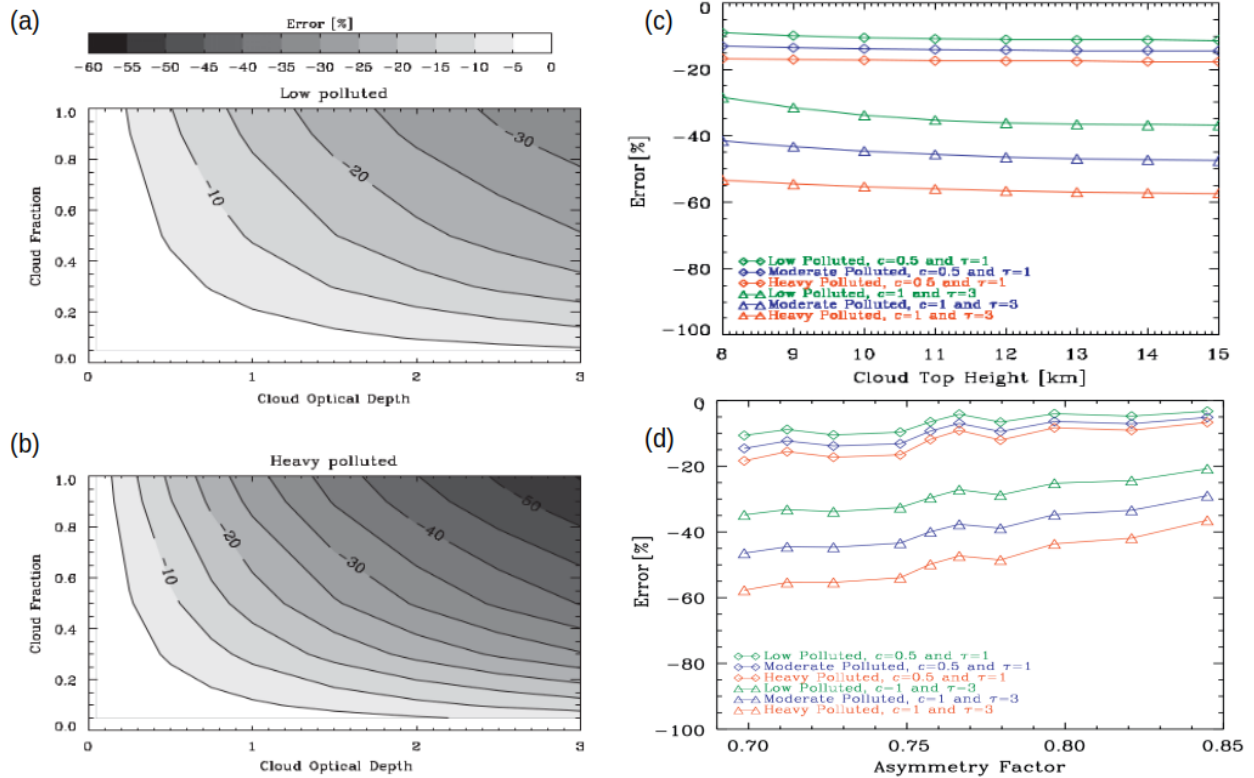 (a)
Error [%]
-60 -55 -50 -45 -40 -35 -30 -25 -20 -15 -10 -5 0
Low polluted
Cloud Fraction
1.0
0.8
0.6
0.4
0.2
0.0
-10
-20
-30
0 1 2 3
Cloud Optical Depth
(b)
Heavy polluted
Cloud Fraction
1.0
0.8
0.6
0.4
0.2
0.0
-10
-20
-30
-40
-50
0 1 2 3
Cloud Optical Depth
(c)
Error [%]
0
-20
-40
-60
-80
-100
Low Polluted, c=0.5 and τ=1
Moderate Polluted, c=0.5 and τ=1
Heavy Polluted, c=0.5 and τ=1
Low Polluted, c=1 and τ=3
Moderate Polluted, c=1 and τ=3
Heavy Polluted, c=1 and τ=3
8 9 10 11 12 13 14 15
Cloud Top Height [km]
(d)
Error [%]
0
-20
-40
-60
-80
-100
Low Polluted, c=0.5 and τ=1
Moderate Polluted, c=0.5 and τ=1
Heavy Polluted, c=0.5 and τ=1
Low Polluted, c=1 and τ=3
Moderate Polluted, c=1 and τ=3
Heavy Polluted, c=1 and τ=3
0.70 0.75 0.80 0.85
Asymmetry Factor